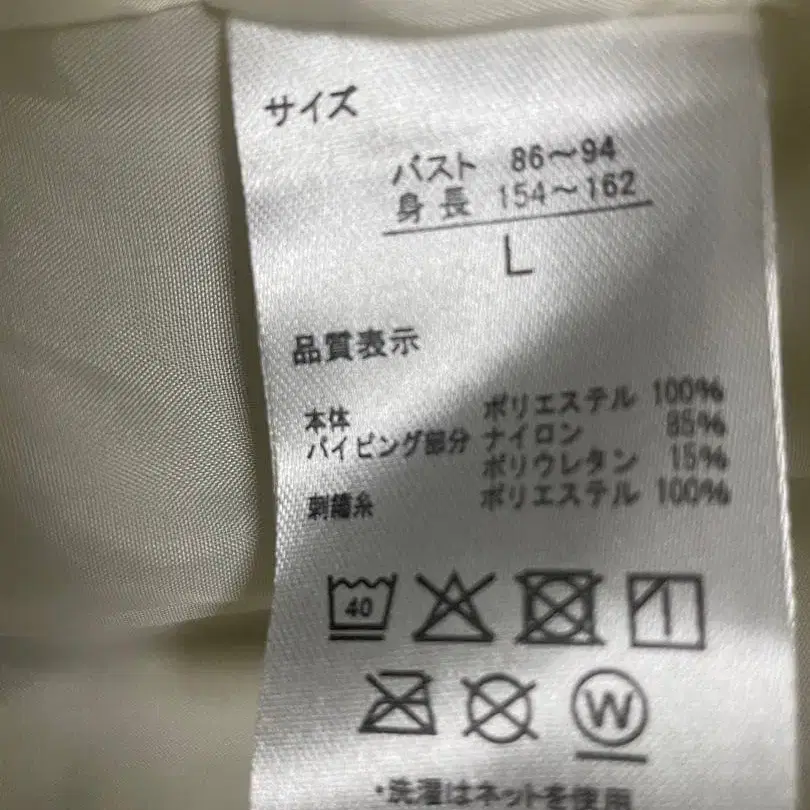 サイズ
バスト 86〜94
身長 154〜162
L
品質表示
本体 ポリエステル 100%
パイピング部分 ナイロン 85%
ポリウレタン 15%
刺繍糸 ポリエステル 100%
40
W
・洗濯はネットを使用